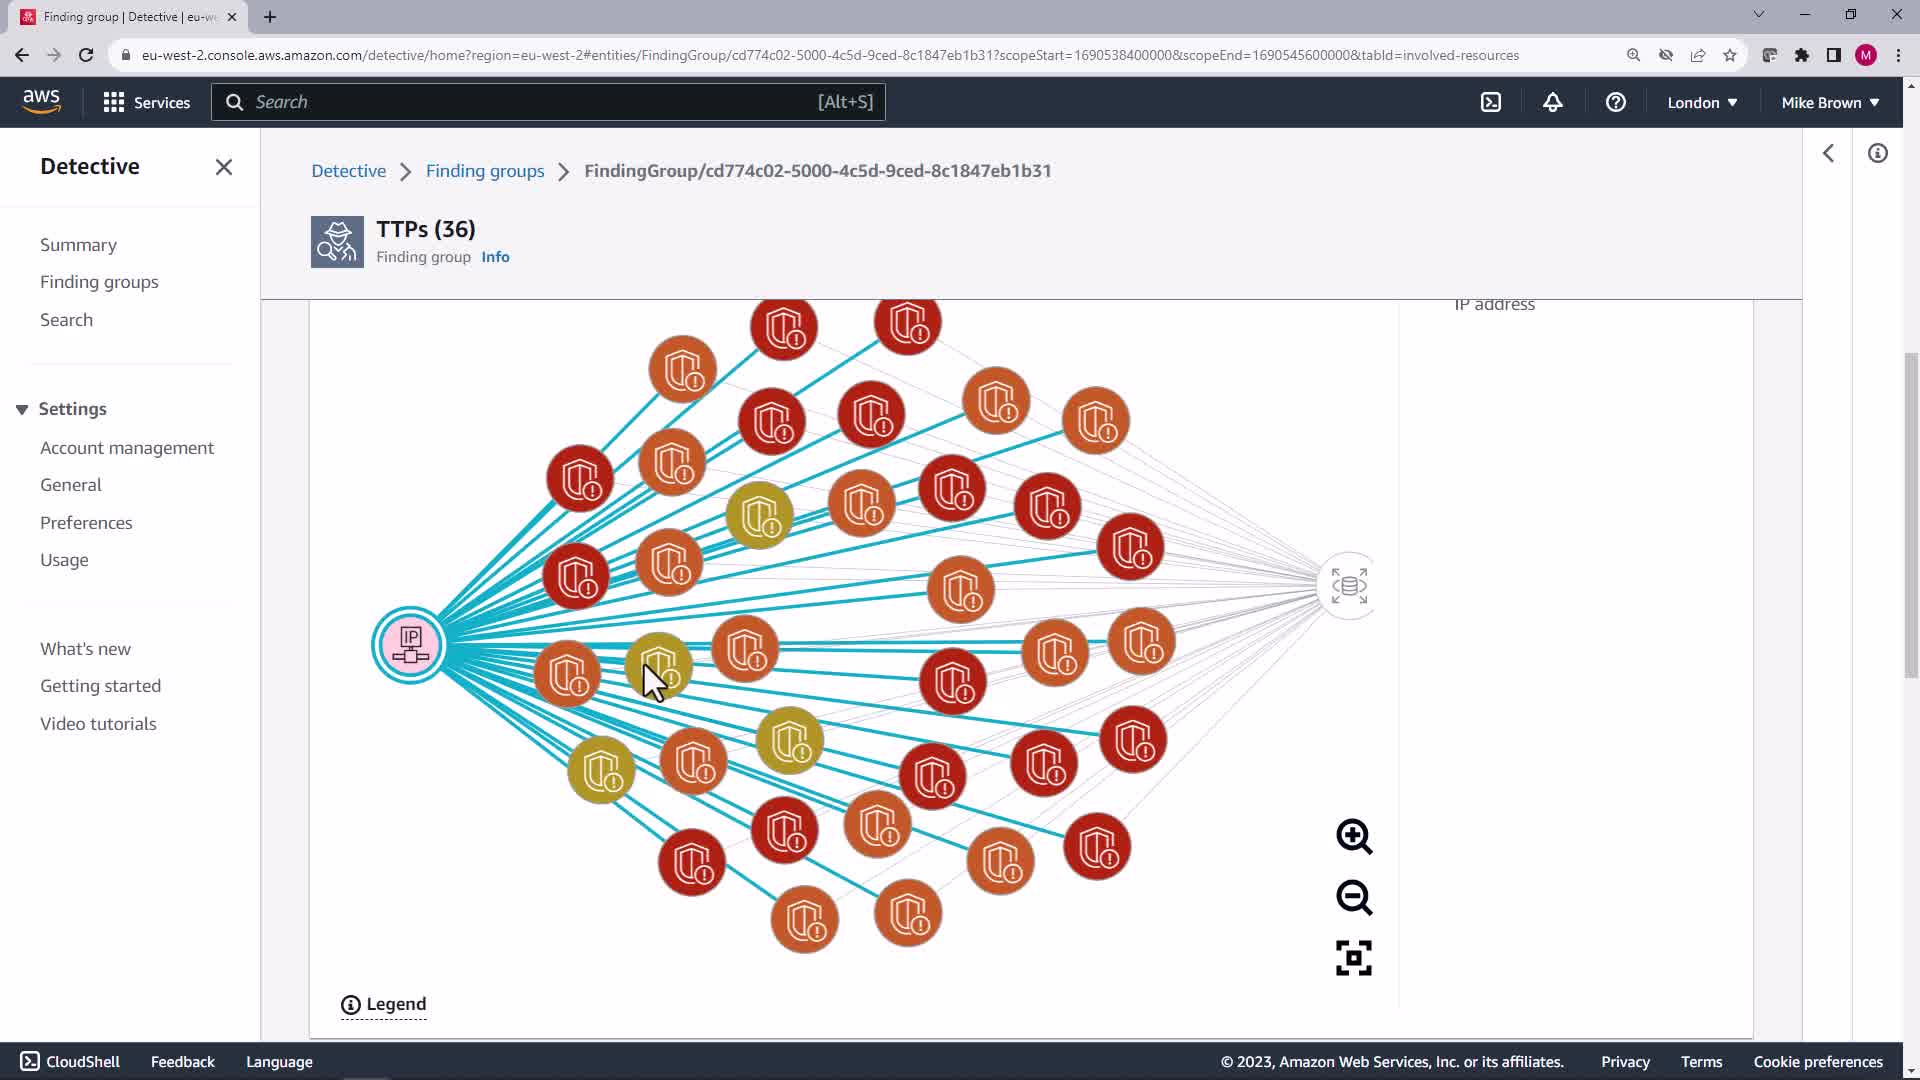 Finding group | Detective | eu-we
eu-west-2.console.aws.amazon.com/detective/home?region=eu-west-2#entities/FindingGroup/cd774c02-5000-4c5d-9ced-8c1847eb1b31?scopeStart=1690538400000&scopeEnd=1690545600000&tabId=involved-resources
M
aws
Services
Search
[Alt+S]
London
Mike Brown
Detective
Summary
Finding groups
Search
Settings
Account management
General
Preferences
Usage
What's new
Getting started
Video tutorials
Detective
Finding groups
FindingGroup/cd774c02-5000-4c5d-9ced-8c1847eb1b31
TTPs (36)
Finding group Info
IP address
IP
Legend
CloudShell
Feedback
Language
© 2023, Amazon Web Services, Inc. or its affiliates.
Privacy
Terms
Cookie preferences